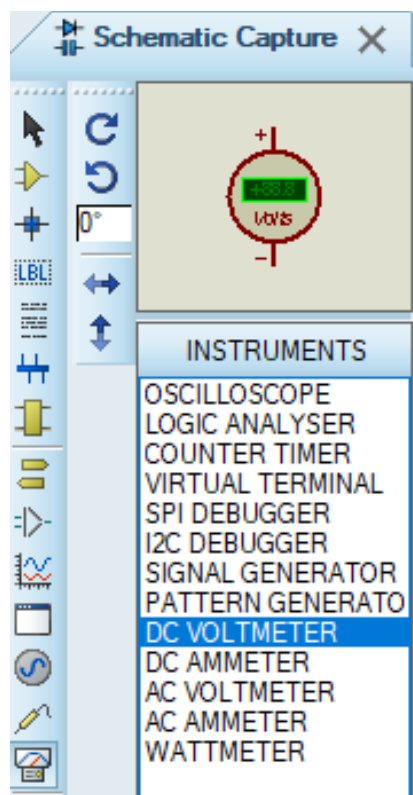 Schematic Capture
0°
LBL
+
+88.8
Volts
−
INSTRUMENTS
OSCILLOSCOPE
LOGIC ANALYSER
COUNTER TIMER
VIRTUAL TERMINAL
SPI DEBUGGER
I2C DEBUGGER
SIGNAL GENERATOR
PATTERN GENERATO
DC VOLTMETER
DC AMMETER
AC VOLTMETER
AC AMMETER
WATTMETER